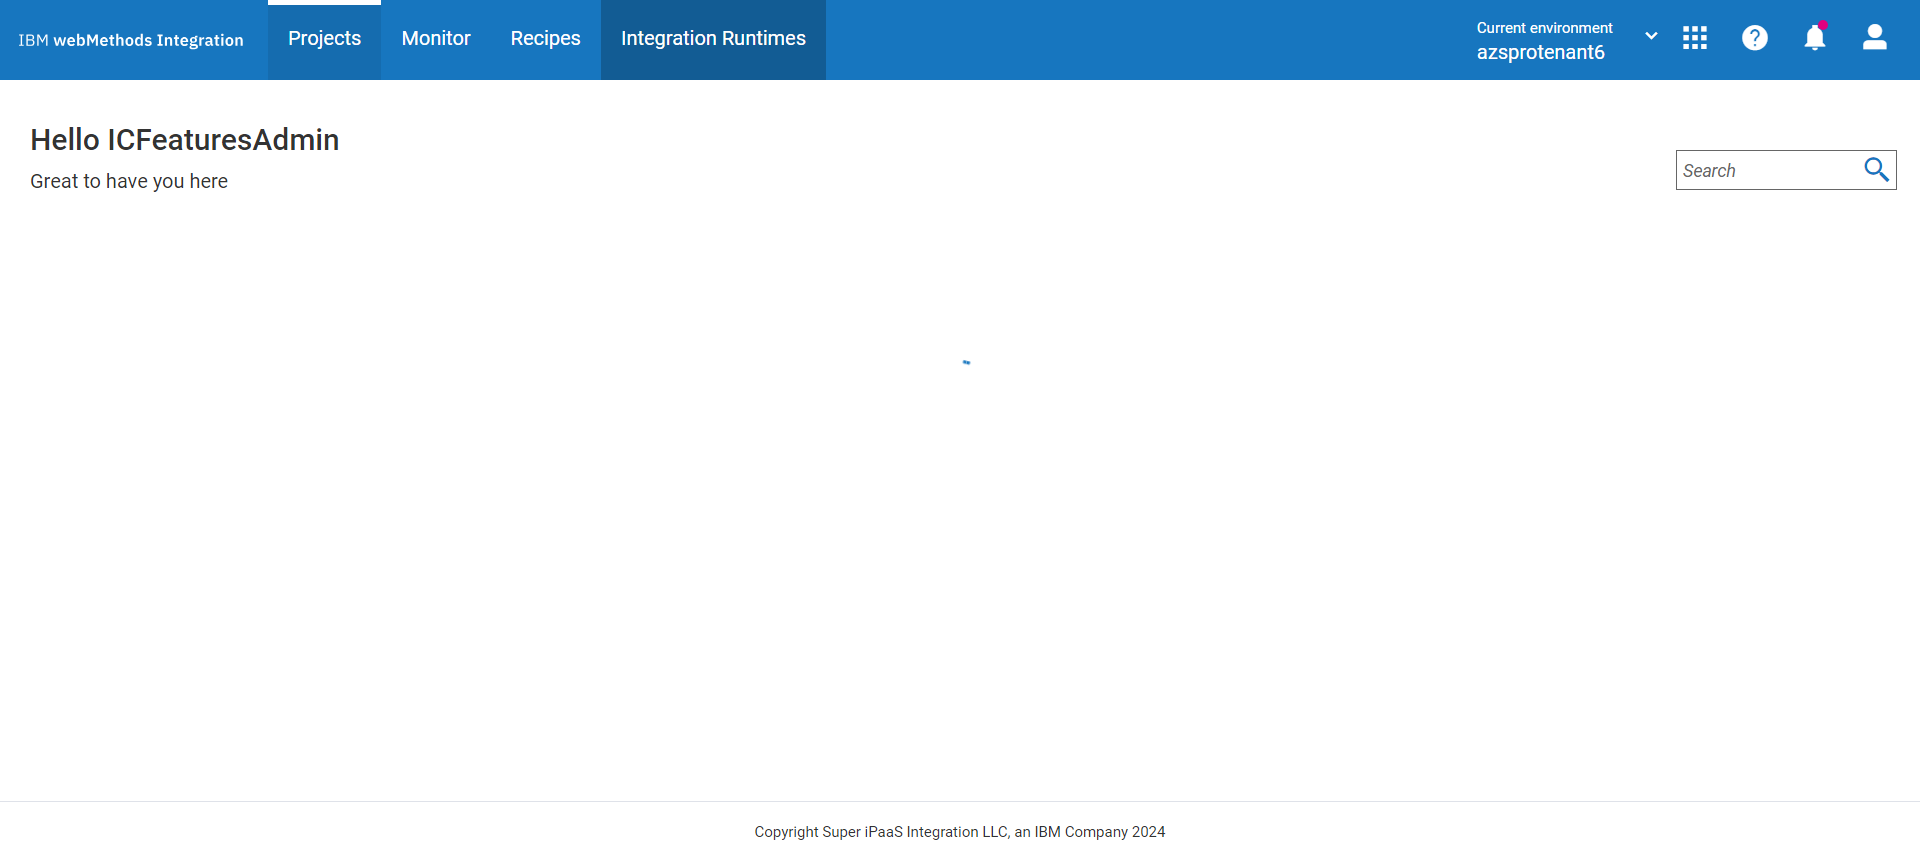 IBM webMethods Integration
Projects
Monitor
Recipes
Integration Runtimes
Current environment
azsprotenant6
Hello ICFeaturesAdmin
Great to have you here
Search
Copyright Super iPaaS Integration LLC, an IBM Company 2024